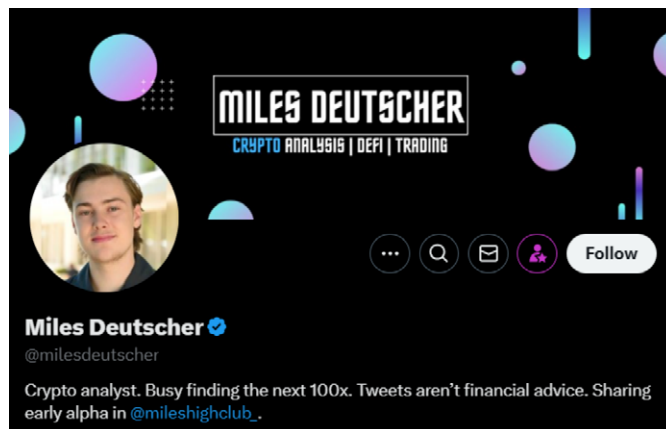 MILES DEUTSCHER
CRYPTO ANALYSIS | DEFI | TRADING
Follow
Miles Deutscher
@milesdeutscher
Crypto analyst. Busy finding the next 100x. Tweets aren’t financial advice. Sharing
early alpha in @mileshighclub_.